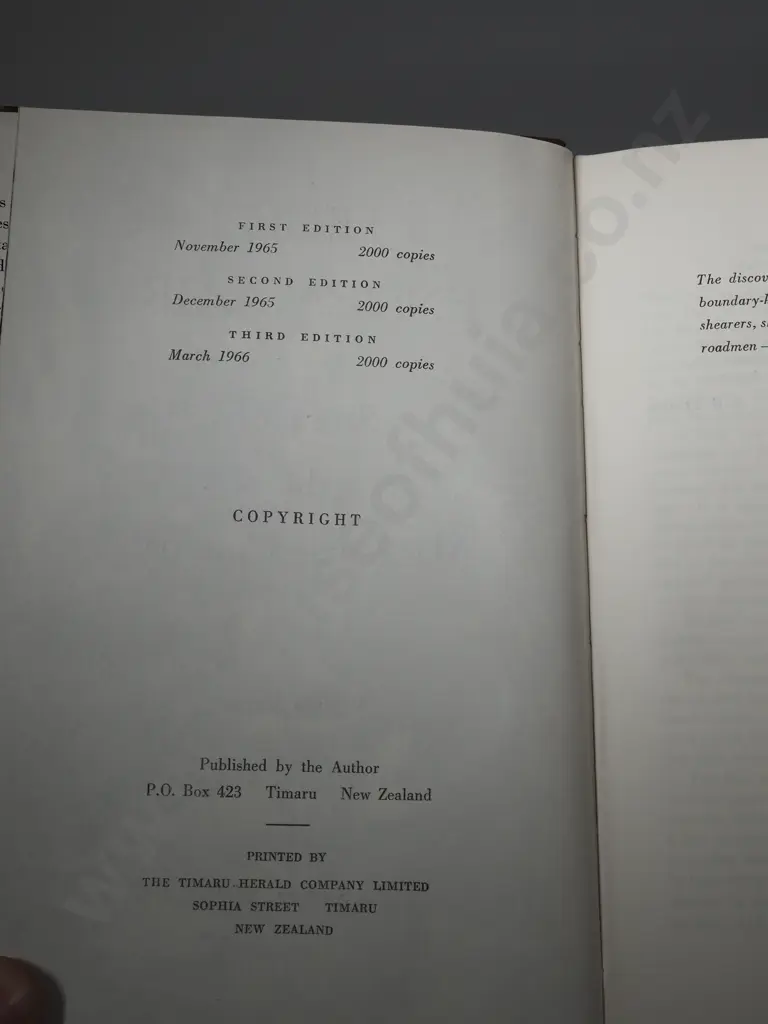 FIRST EDITION
November 1965 2000 copies
SECOND EDITION
December 1965 2000 copies
THIRD EDITION
March 1966 2000 copies
COPYRIGHT
Published by the Author
P.O. Box 423 Timaru New Zealand
PRINTED BY
THE TIMARU HERALD COMPANY LIMITED
SOPHIA STREET TIMARU
NEW ZEALAND
The discov
boundary-
shearers, s
roadmen —